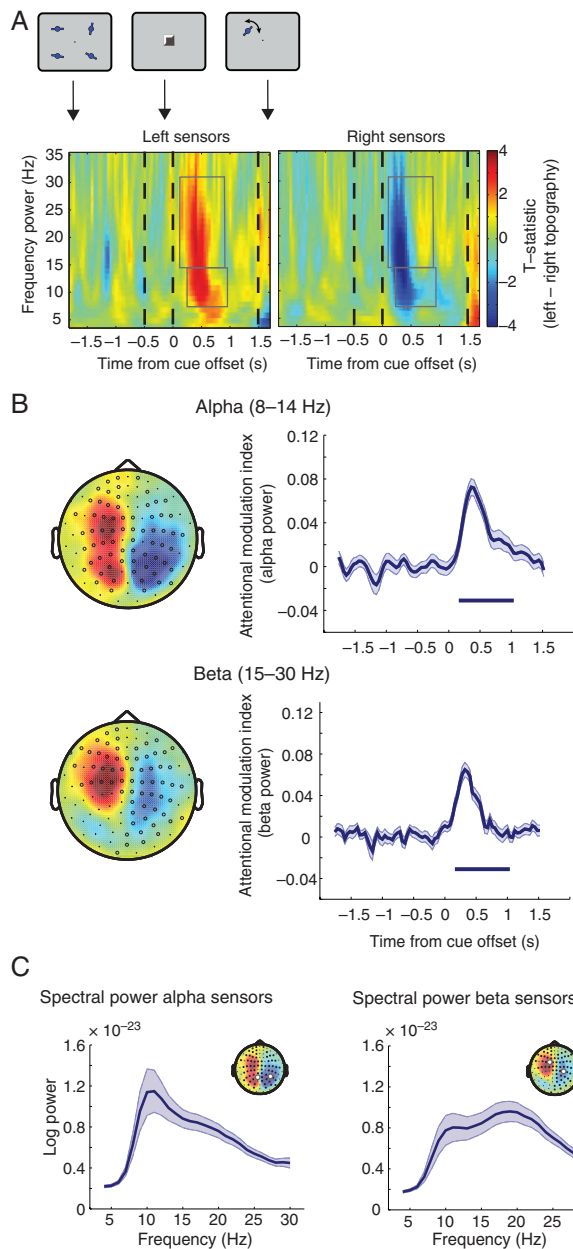 A
Left sensors
Right sensors
Frequency power (Hz)
35
30
25
20
15
10
5
−1.5 −1 −0.5 0 0.5 1 1.5
−1.5 −1 −0.5 0 0.5 1 1.5
Time from cue offset (s)
Time from cue offset (s)
4
2
0
−2
−4
T−statistic
(left − right topography)
B
Alpha (8–14 Hz)
Attentional modulation index
(alpha power)
0.12
0.08
0.04
0
−0.04
−1.5 −1 −0.5 0 0.5 1 1.5
Beta (15–30 Hz)
Attentional modulation index
(beta power)
0.12
0.08
0.04
0
−0.04
−1.5 −1 −0.5 0 0.5 1 1.5
Time from cue offset (s)
C
Spectral power alpha sensors
Spectral power beta sensors
× 10−23
× 10−23
Log power
1.6
1.2
0.8
0.4
0
5 10 15 20 25 30
Frequency (Hz)
1.6
1.2
0.8
0.4
0
5 10 15 20 25
Frequency (Hz)